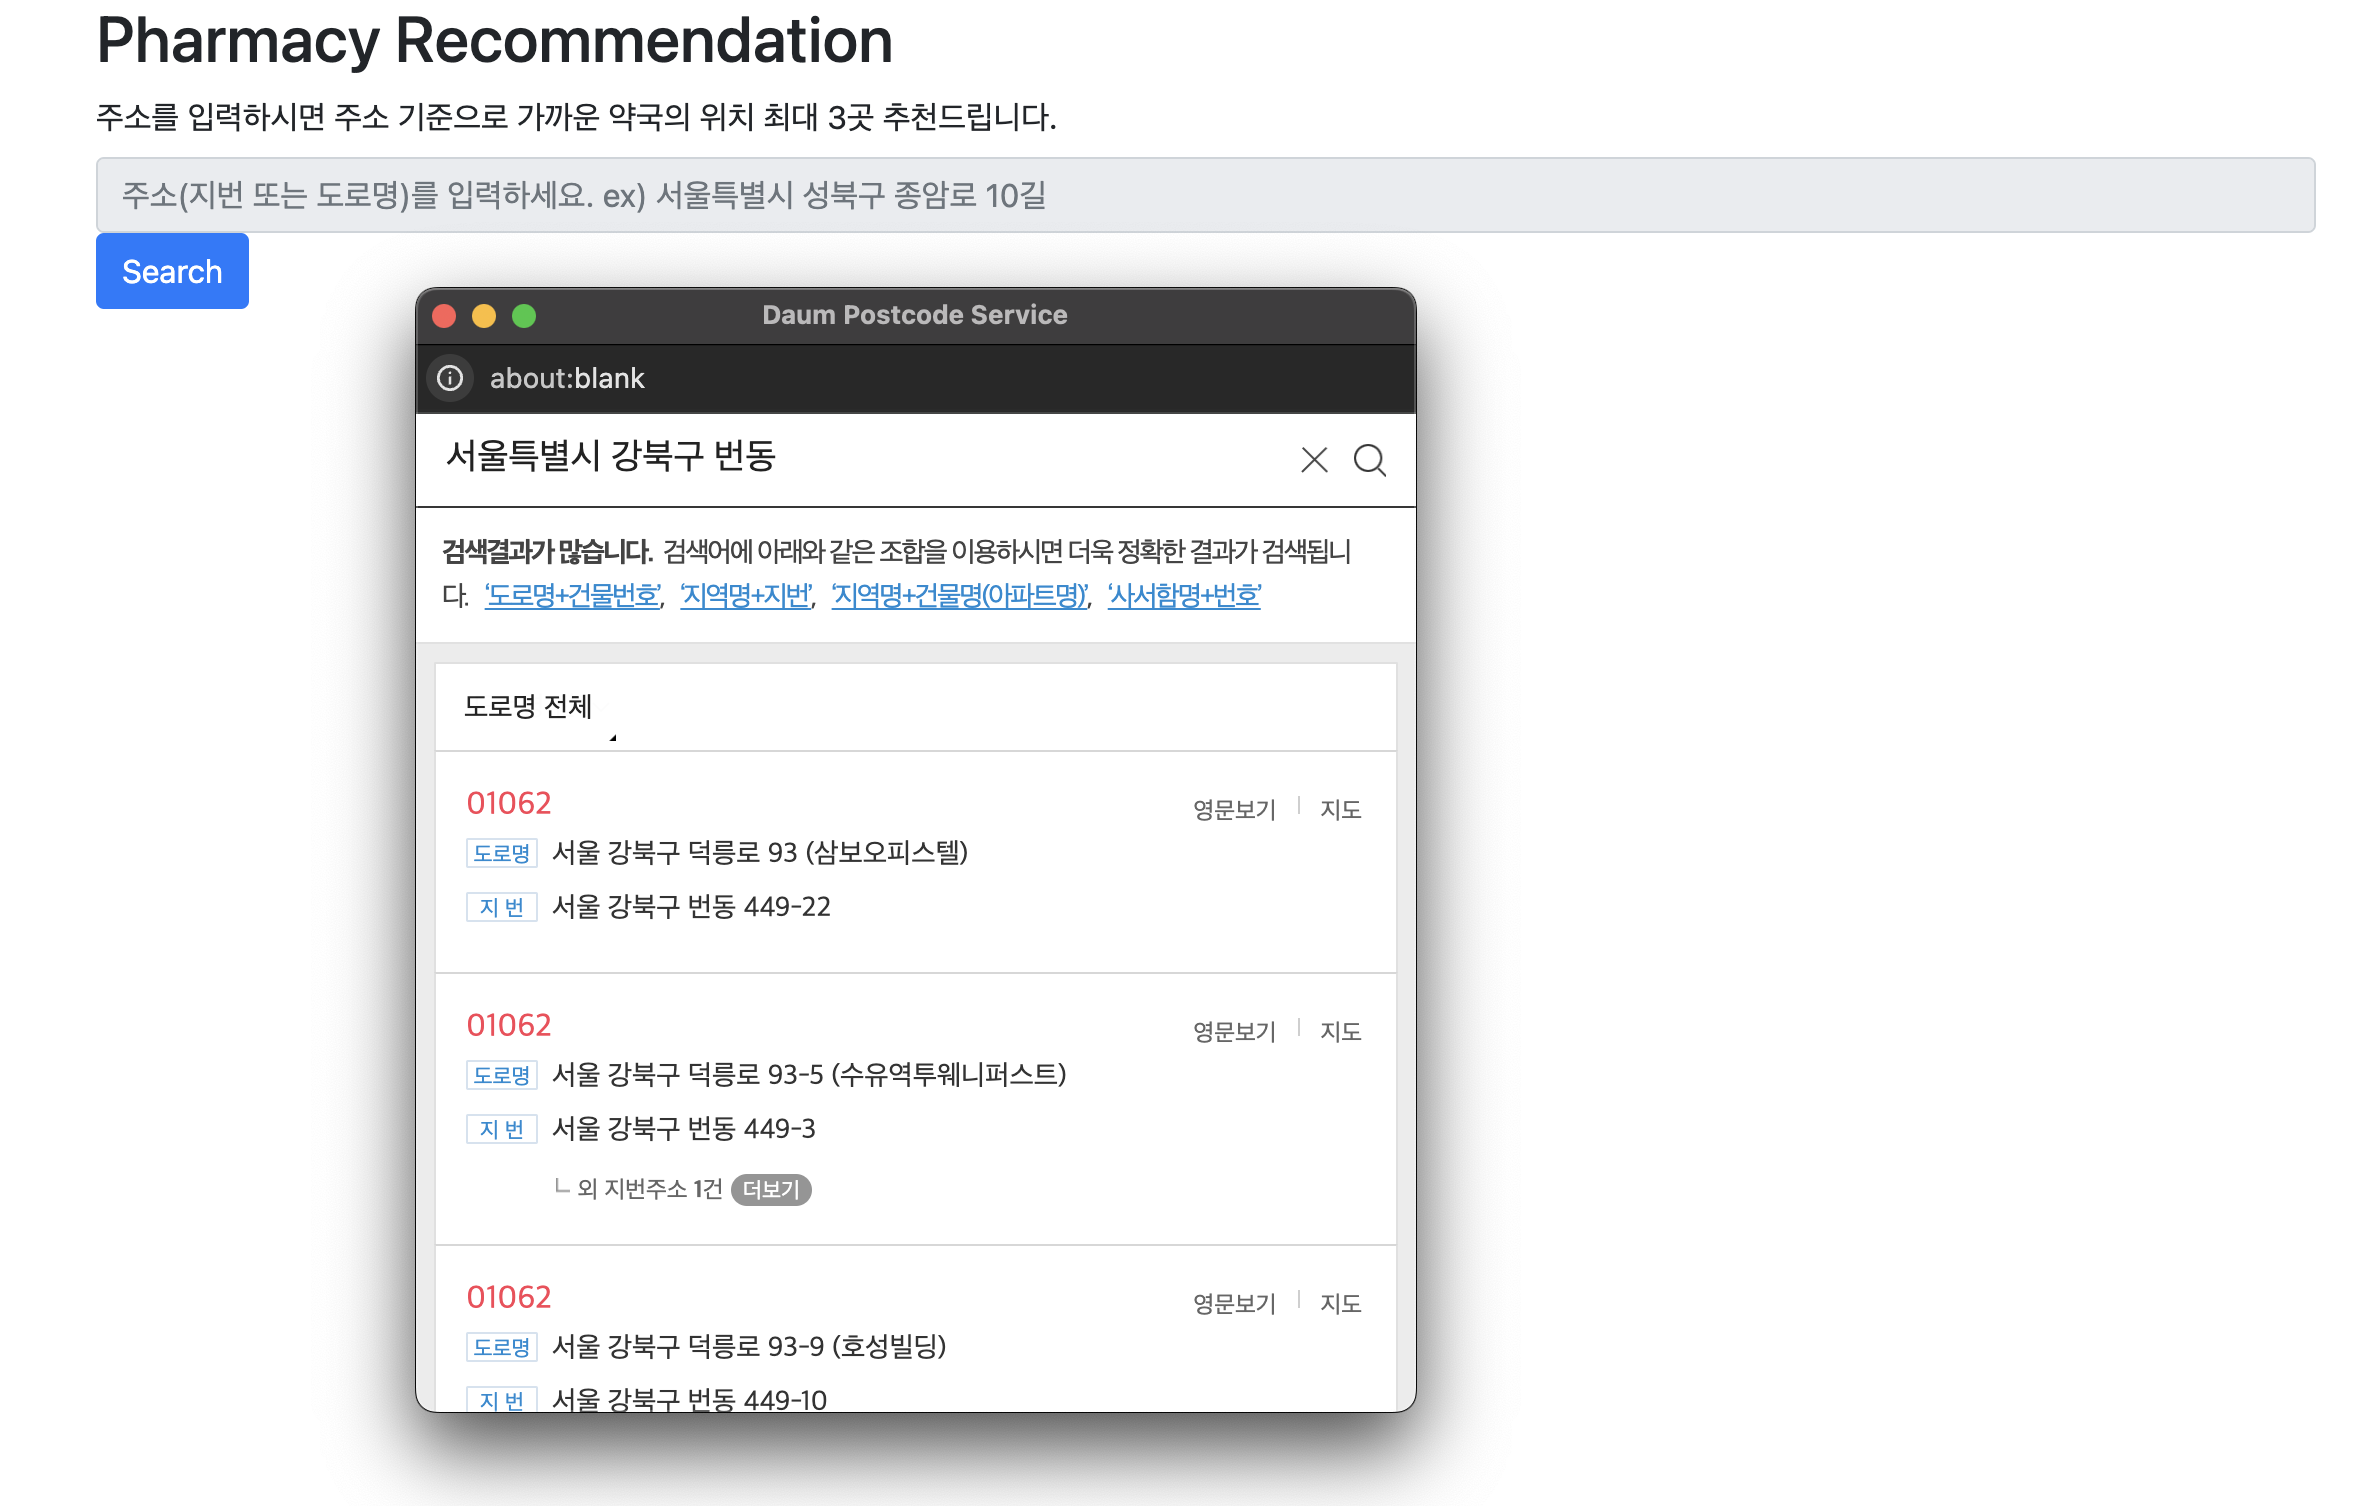 Pharmacy Recommendation
주소를 입력하시면 주소 기준으로 가까운 약국의 위치 최대 3곳 추천드립니다.
주소(지번 또는 도로명)를 입력하세요. ex) 서울특별시 성북구 종암로 10길
Search
Daum Postcode Service
about:blank
서울특별시 강북구 번동
검색결과가 많습니다. 검색어에 아래와 같은 조합을 이용하시면 더욱 정확한 결과가 검색됩니
다. ‘도로명+건물번호’, ‘지역명+지번’, ‘지역명+건물명(아파트명)’, ‘사서함명+번호’
도로명 전체
01062 영문보기 지도
도로명 서울 강북구 덕릉로 93 (삼보오피스텔)
지번 서울 강북구 번동 449-22
01062 영문보기 지도
도로명 서울 강북구 덕릉로 93-5 (수유역투웨니퍼스트)
지번 서울 강북구 번동 449-3
외 지번주소 1건 더보기
01062 영문보기 지도
도로명 서울 강북구 덕릉로 93-9 (호성빌딩)
지번 서울 강북구 번동 449-10